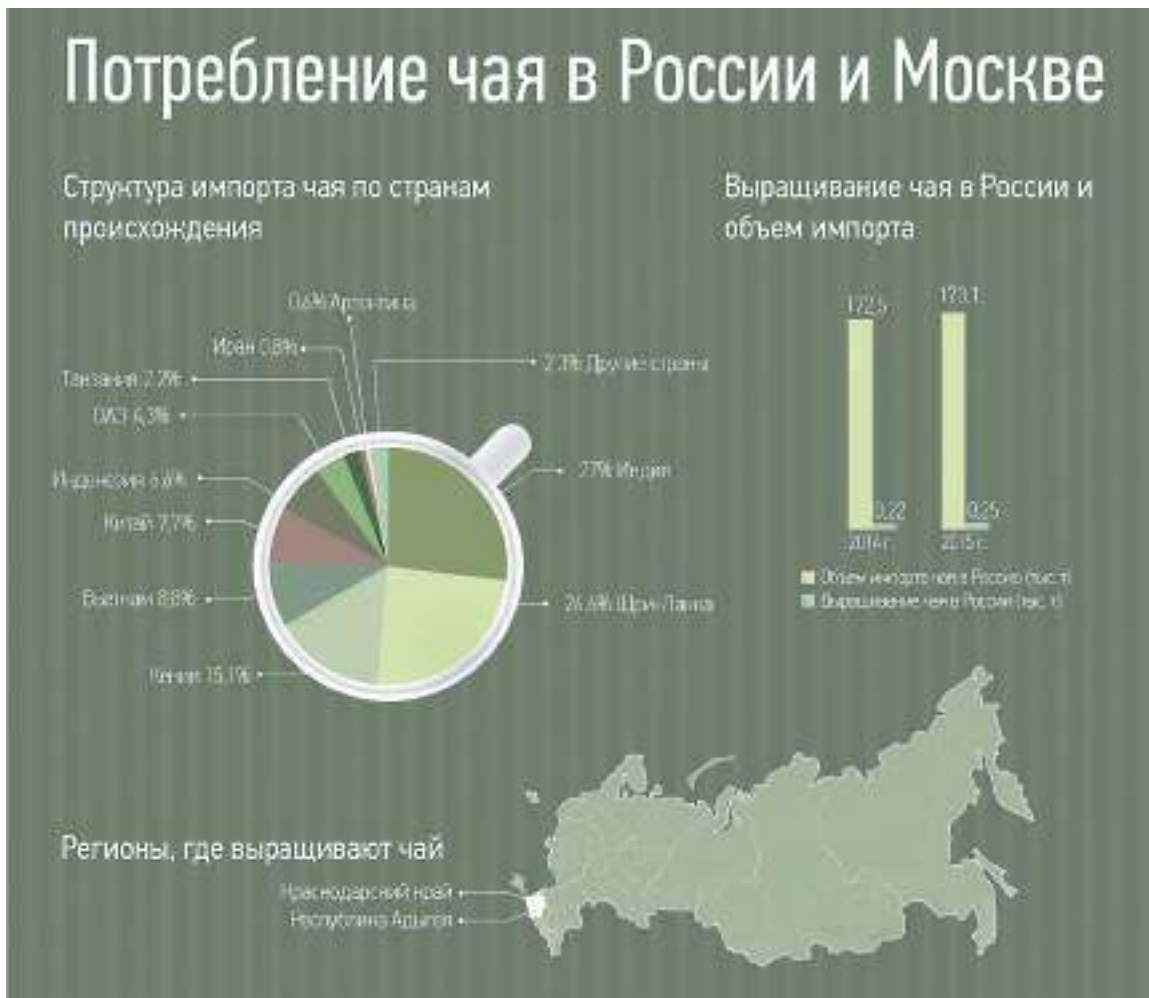 Потребление чая в России и Москве
Структура импорта чая по странам
происхождения
0,6% Аргентина
Иран 0,8%
Танзания 2,2%
ОАЭ 4,3%
Индонезия 6,6%
Китай 7,7%
Вьетнам 8,8%
Кения 15,1%
2,3% Другие страны
27% Индия
24,6% Шри-Ланка
Выращивание чая в России и
объем импорта
172,5
173,1
0,22
0,25
2014 г.
2015 г.
Объем импорта чая в Россию (тыс. т)
Выращивание чая в России (тыс. т)
Регионы, где выращивают чай
Краснодарский край
Республика Адыгея